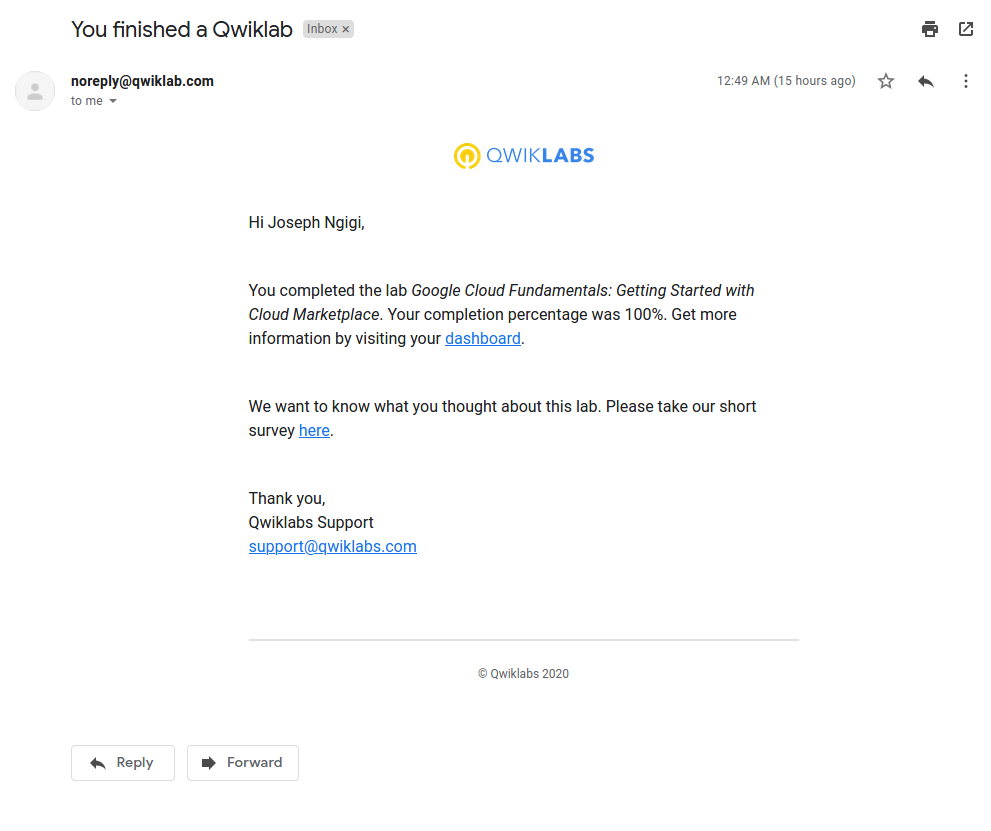 You finished a Qwiklab Inbox ×
noreply@qwiklab.com 12:49 AM (15 hours ago)
to me
QWIKLABS
Hi Joseph Ngigi,
You completed the lab Google Cloud Fundamentals: Getting Started with
Cloud Marketplace. Your completion percentage was 100%. Get more
information by visiting your dashboard.
We want to know what you thought about this lab. Please take our short
survey here.
Thank you,
Qwiklabs Support
support@qwiklabs.com
© Qwiklabs 2020
Reply Forward